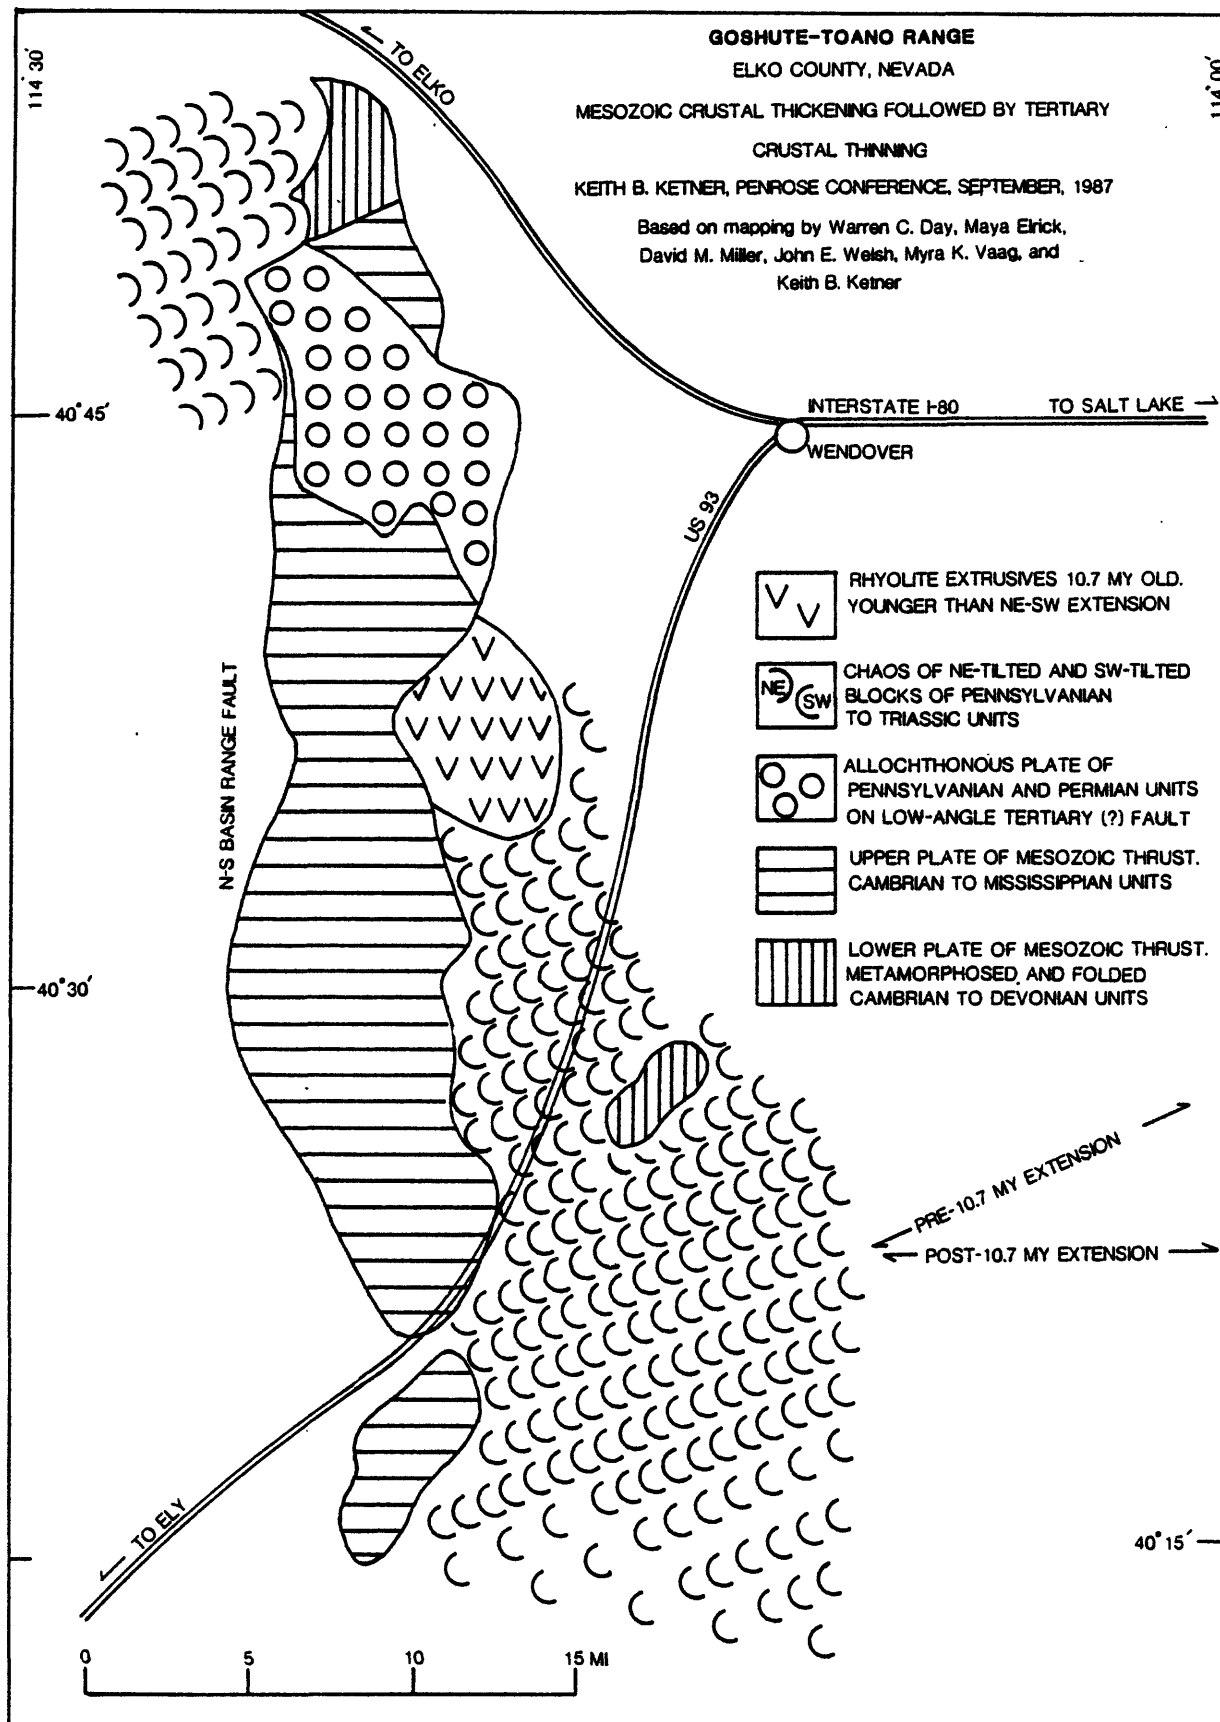 GOSHUTE-TOANO RANGE
ELKO COUNTY, NEVADA
MESOZOIC CRUSTAL THICKENING FOLLOWED BY TERTIARY
CRUSTAL THINNING
KEITH B. KETNER, PENROSE CONFERENCE, SEPTEMBER, 1987
Based on mapping by Warren C. Day, Maya Elrick,
David M. Miller, John E. Welsh, Myra K. Vaag, and
Keith B. Ketner
114°30′
114°00′
TO ELKO
40°45′
INTERSTATE I-80
TO SALT LAKE
WENDOVER
US 93
N-S BASIN RANGE FAULT
RHYOLITE EXTRUSIVES 10.7 MY OLD.
YOUNGER THAN NE-SW EXTENSION
NE
SW
CHAOS OF NE-TILTED AND SW-TILTED
BLOCKS OF PENNSYLVANIAN
TO TRIASSIC UNITS
ALLOCHTHONOUS PLATE OF
PENNSYLVANIAN AND PERMIAN UNITS
ON LOW-ANGLE TERTIARY (?) FAULT
UPPER PLATE OF MESOZOIC THRUST.
CAMBRIAN TO MISSISSIPPIAN UNITS
LOWER PLATE OF MESOZOIC THRUST.
METAMORPHOSED AND FOLDED
CAMBRIAN TO DEVONIAN UNITS
40°30′
PRE-10.7 MY EXTENSION
POST-10.7 MY EXTENSION
TO ELY
40°15′
0 5 10 15 MI